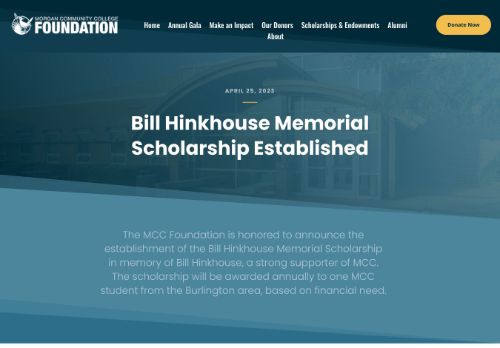 MORGAN COMMUNITY COLLEGE
FOUNDATION
Home Annual Gala Make an Impact Our Donors Scholarships & Endowments Alumni
About
Donate Now
APRIL 25, 2023
Bill Hinkhouse Memorial
Scholarship Established
The MCC Foundation is honored to announce the
establishment of the Bill Hinkhouse Memorial Scholarship
in memory of Bill Hinkhouse, a strong supporter of MCC.
The scholarship will be awarded annually to one MCC
student from the Burlington area, based on financial need.